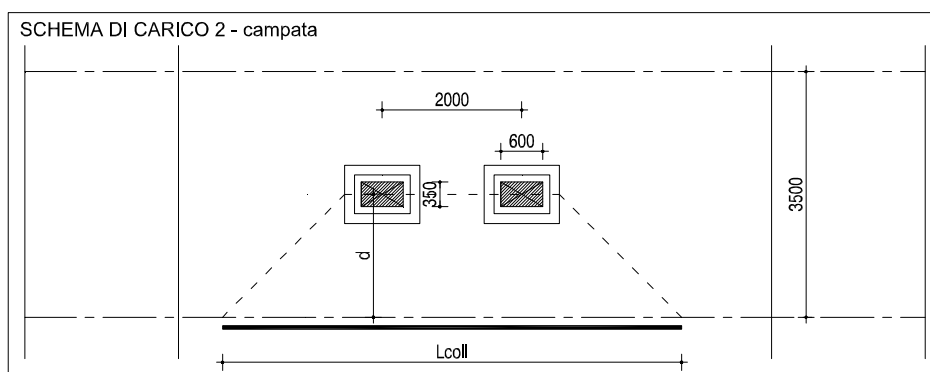 SCHEMA DI CARICO 2 - campata
2000
600
350
3500
d
Lcoll